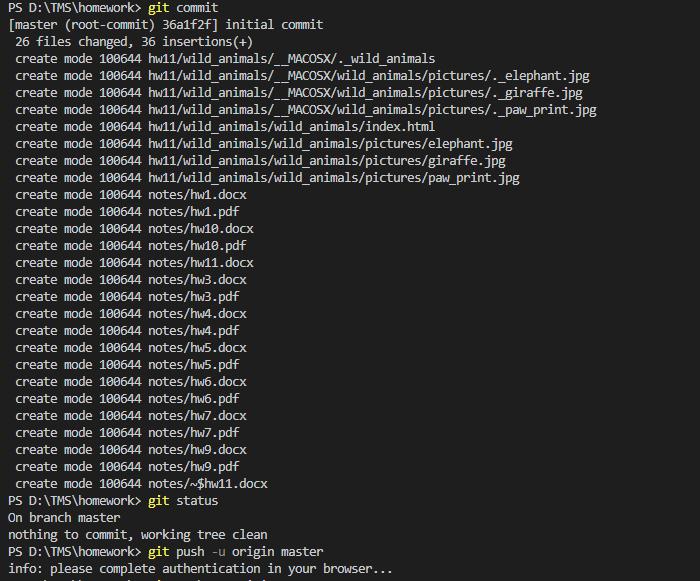 PS D:\TMS\homework> git commit
[master (root-commit) 36a1f2f] initial commit
 26 files changed, 36 insertions(+)
 create mode 100644 hw11/wild_animals/__MACOSX/._wild_animals
 create mode 100644 hw11/wild_animals/__MACOSX/wild_animals/pictures/._elephant.jpg
 create mode 100644 hw11/wild_animals/__MACOSX/wild_animals/pictures/._giraffe.jpg
 create mode 100644 hw11/wild_animals/__MACOSX/wild_animals/pictures/._paw_print.jpg
 create mode 100644 hw11/wild_animals/wild_animals/index.html
 create mode 100644 hw11/wild_animals/wild_animals/pictures/elephant.jpg
 create mode 100644 hw11/wild_animals/wild_animals/pictures/giraffe.jpg
 create mode 100644 hw11/wild_animals/wild_animals/pictures/paw_print.jpg
 create mode 100644 notes/hw1.docx
 create mode 100644 notes/hw1.pdf
 create mode 100644 notes/hw10.docx
 create mode 100644 notes/hw10.pdf
 create mode 100644 notes/hw11.docx
 create mode 100644 notes/hw3.docx
 create mode 100644 notes/hw3.pdf
 create mode 100644 notes/hw4.docx
 create mode 100644 notes/hw4.pdf
 create mode 100644 notes/hw5.docx
 create mode 100644 notes/hw5.pdf
 create mode 100644 notes/hw6.docx
 create mode 100644 notes/hw6.pdf
 create mode 100644 notes/hw7.docx
 create mode 100644 notes/hw7.pdf
 create mode 100644 notes/hw9.docx
 create mode 100644 notes/hw9.pdf
 create mode 100644 notes/~$hw11.docx
PS D:\TMS\homework> git status
On branch master
nothing to commit, working tree clean
PS D:\TMS\homework> git push -u origin master
info: please complete authentication in your browser...